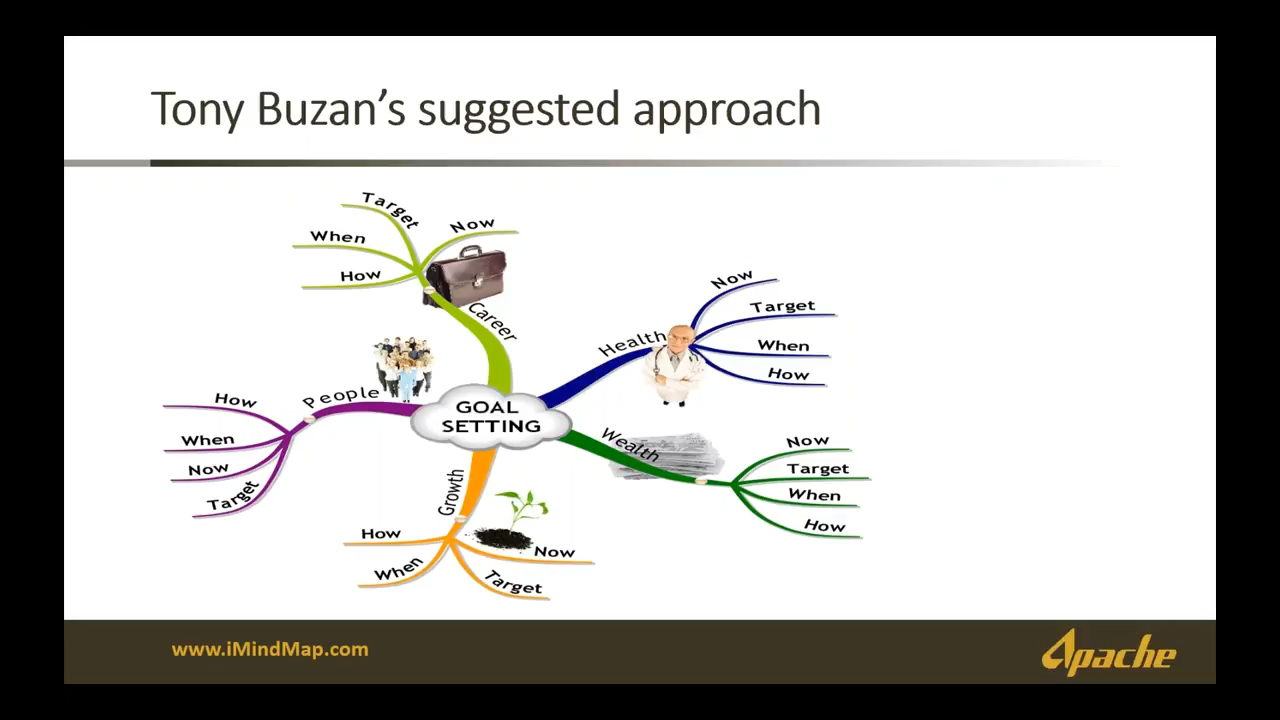 Tony Buzan's suggested approach
GOAL
SETTING
Career
Target
When
How
Now
Health
Now
Target
When
How
Wealth
Now
Target
When
How
Growth
How
When
Now
Target
People
How
When
Now
Target
www.iMindMap.com
Apache